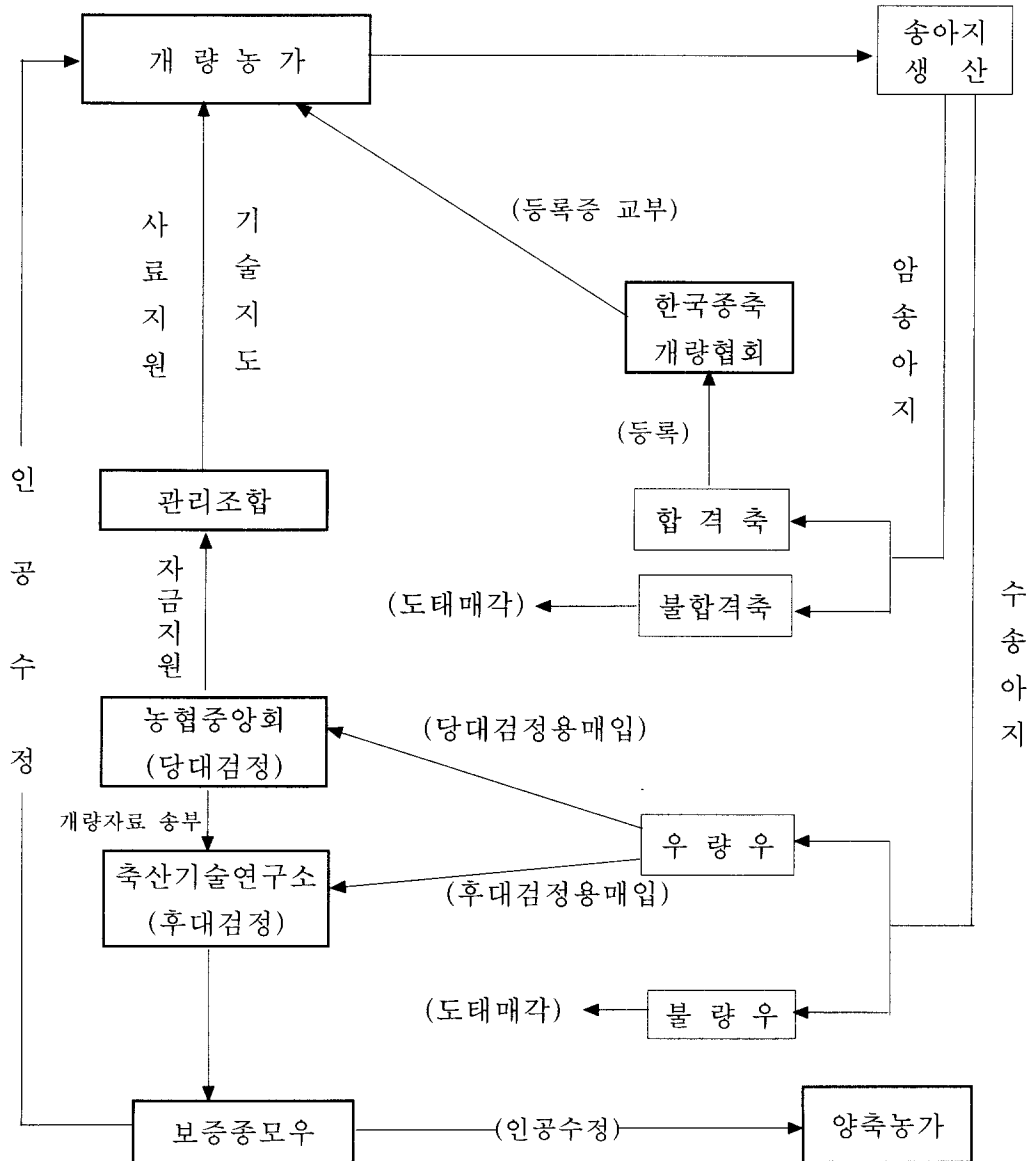 개 량 농 가
송아지
생 산
(등록증 교부)
사료지원
기술지도
암송아지
한국종축
개량협회
(등록)
인공수정
관리조합
합 격 축
자금지원
(도태매각)
불합격축
수송아지
농협중앙회
(당대검정)
(당대검정용매입)
개량자료 송부
우 량 우
축산기술연구소
(후대검정)
(후대검정용매입)
(도태매각)
불 량 우
보증종모우
(인공수정)
양축농가